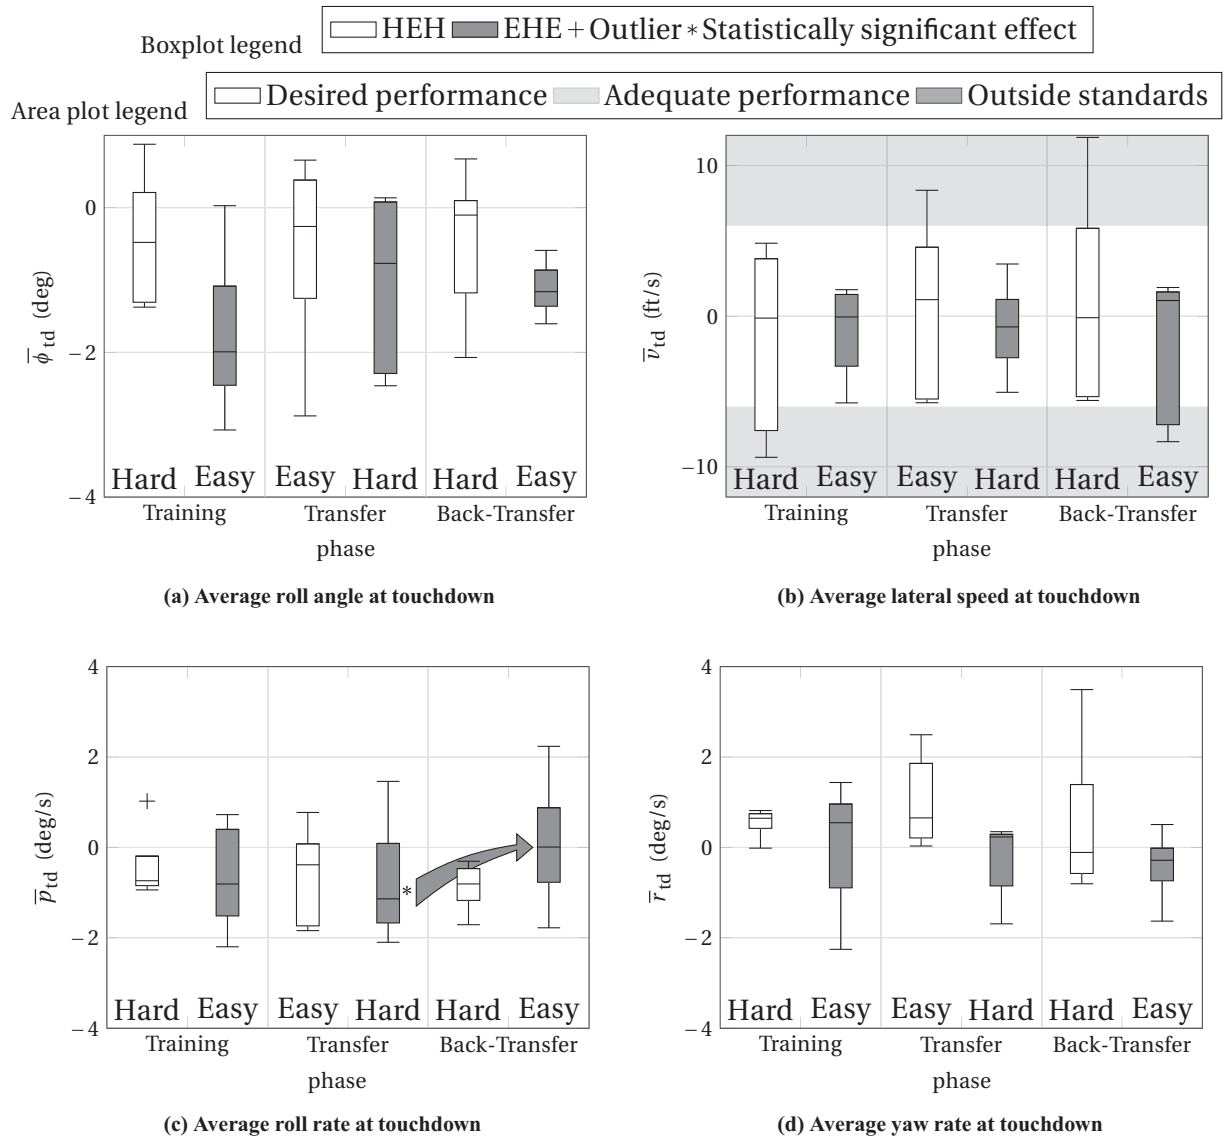 Boxplot legend HEH EHE + Outlier * Statistically significant effect
Area plot legend Desired performance Adequate performance Outside standards
0
−2
−4
ϕ̅ td (deg)
Hard Easy Easy Hard Hard Easy
Training Transfer Back-Transfer
phase
(a) Average roll angle at touchdown
10
0
−10
v̅ td (ft/s)
Hard Easy Easy Hard Hard Easy
Training Transfer Back-Transfer
phase
(b) Average lateral speed at touchdown
4
2
0
−2
−4
p̅ td (deg/s)
*
Hard Easy Easy Hard Hard Easy
Training Transfer Back-Transfer
phase
(c) Average roll rate at touchdown
4
2
0
−2
−4
r̅ td (deg/s)
Hard Easy Easy Hard Hard Easy
Training Transfer Back-Transfer
phase
(d) Average yaw rate at touchdown